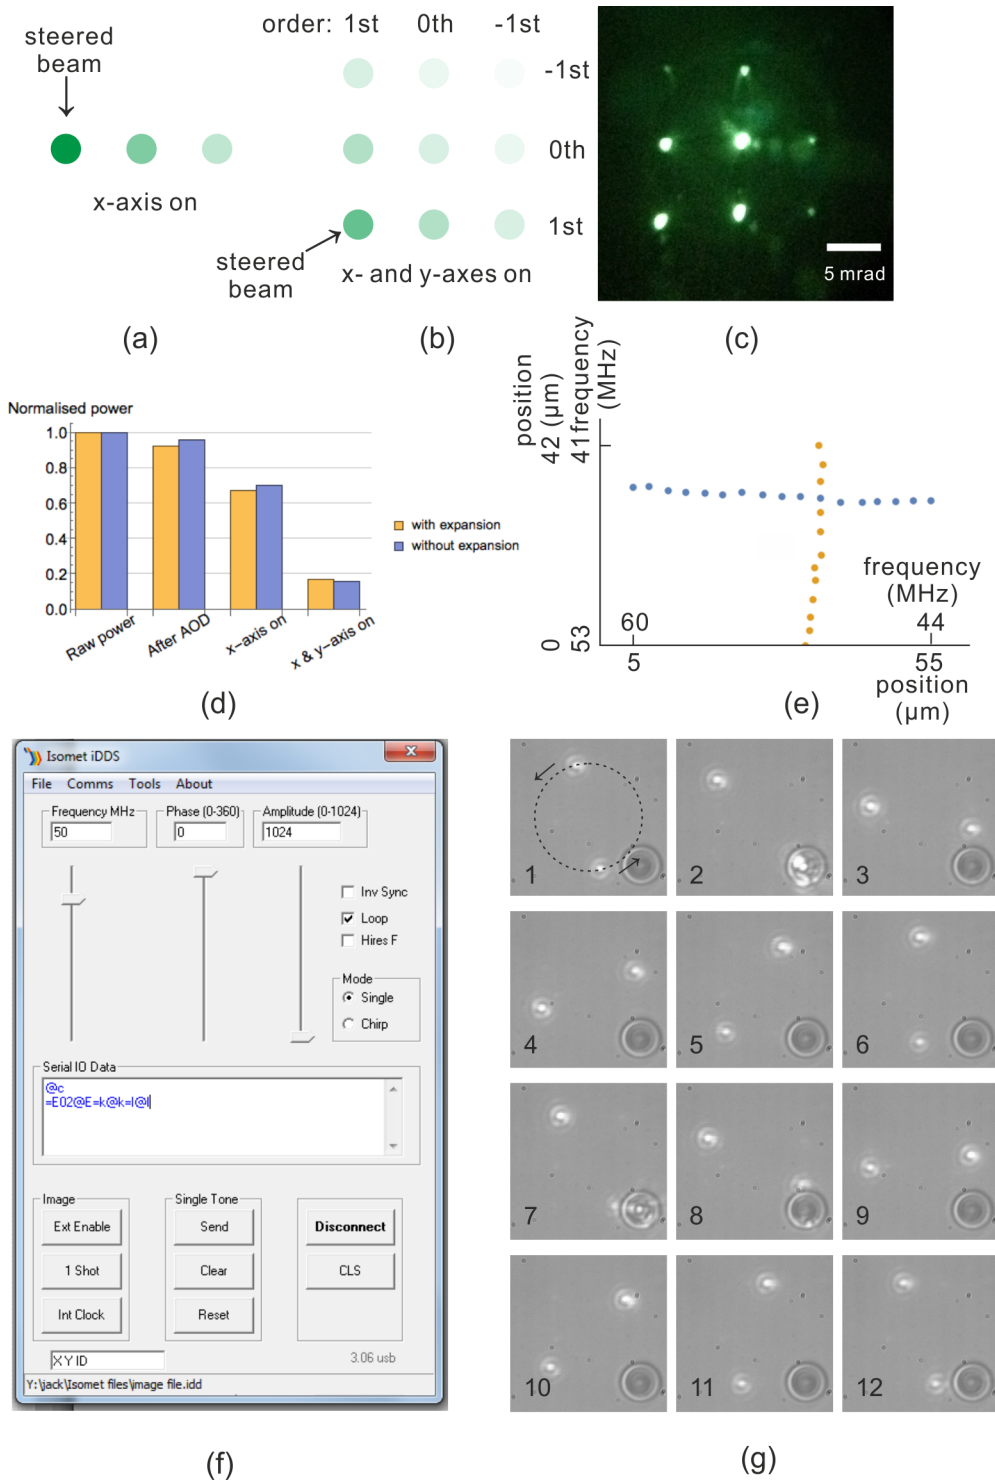 steered
beam
x-axis on
(a)
order: 1st 0th -1st
-1st
0th
1st
steered
beam
x- and y-axes on
(b)
5 mrad
(c)
Normalised power
1.0
0.8
0.6
0.4
0.2
0.0
Raw power
After AOD
x-axis on
x & y-axis on
with expansion
without expansion
(d)
position
(μm)
frequency
(MHz)
42
41
0
53
frequency
(MHz)
60
44
5
55
position
(μm)
(e)
Isomet iDDS
File Comms Tools About
Frequency MHz Phase (0-360) Amplitude (0-1024)
50 0 1024
Inv Sync
Loop
Hires F
Mode
Single
Chirp
Serial IO Data
@c
=E02@E=k@k=l@l
Image Single Tone
Ext Enable Send Disconnect
1 Shot Clear CLS
Int Clock Reset
X Y ID
3.06 usb
Y:\jack\Isomet files\image file.idd
(f)
1 2 3
4 5 6
7 8 9
10 11 12
(g)